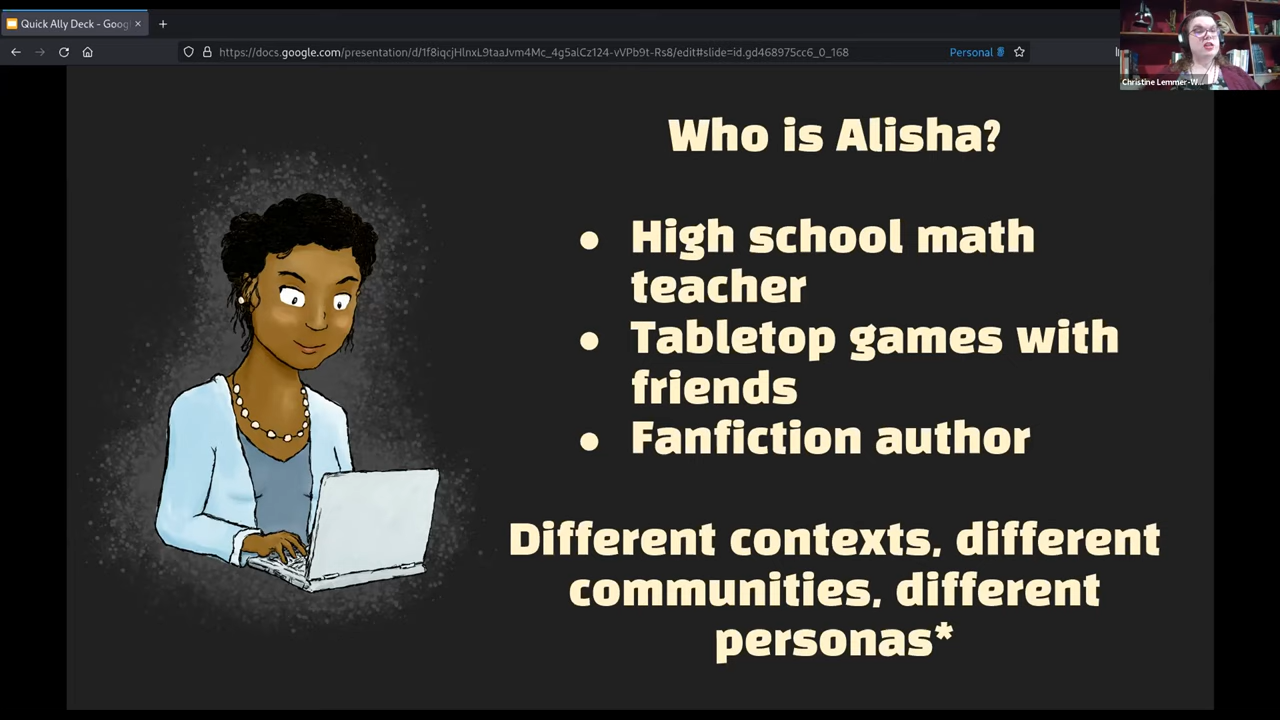 Quick Ally Deck - Goog
https://docs.google.com/presentation/d/1f8iqcjHlnxL9taaAvm4Mc_4g5alCz124-vVPb9t-Rs8/edit#slide=id.gd468975cc6_0_168
Personal
Christine Lemmer-W...
Who is Alisha?
● High school math
teacher
● Tabletop games with
friends
● Fanfiction author
Different contexts, different
communities, different
personas*